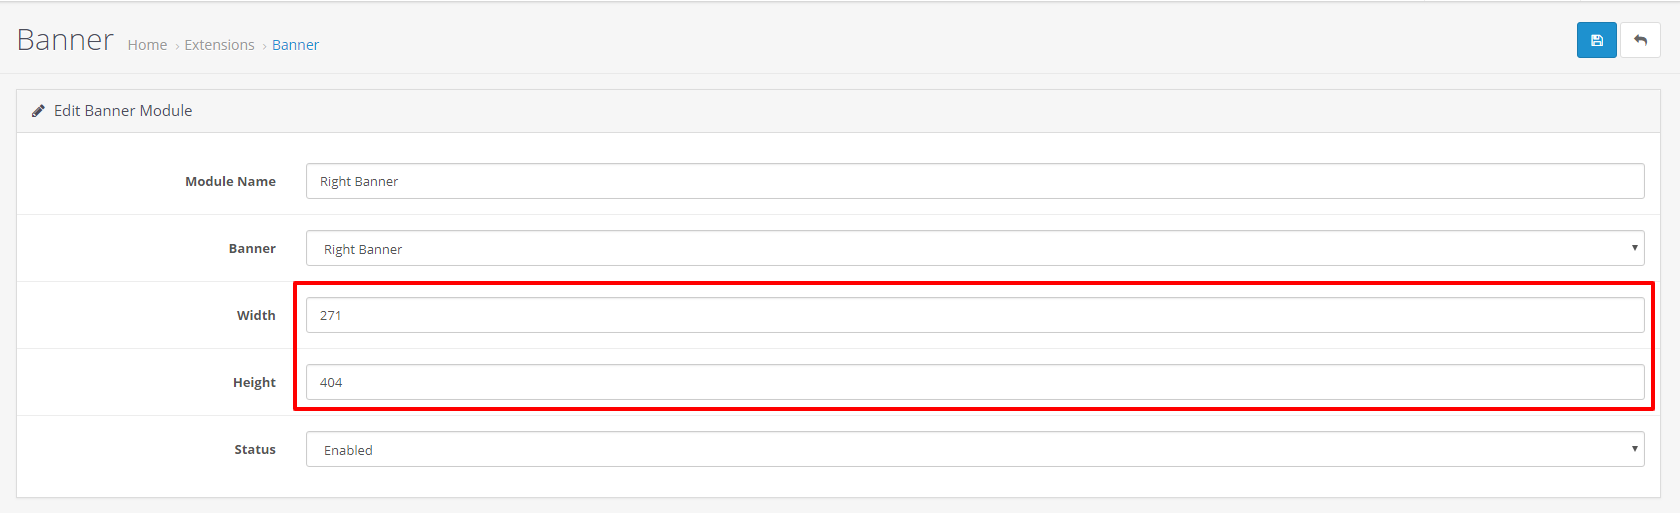 Banner Home › Extensions › Banner
Edit Banner Module
Module Name Right Banner
Banner Right Banner
Width 271
Height 404
Status Enabled